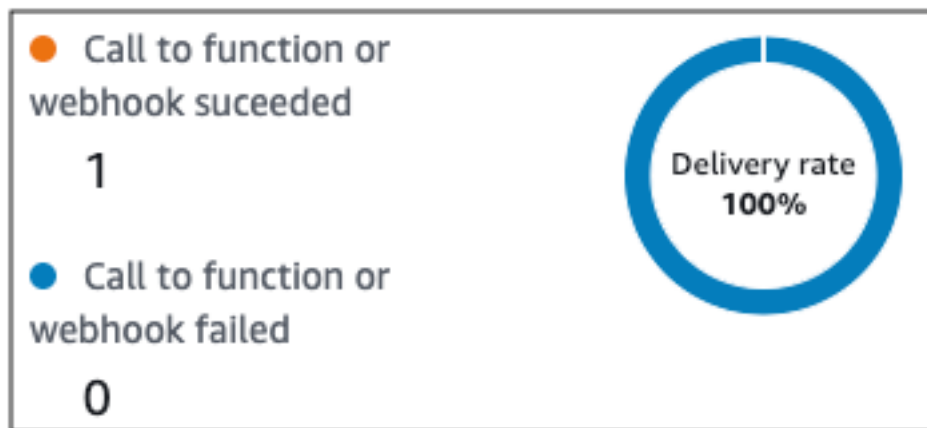 Call to function or
webhook suceeded
1
Call to function or
webhook failed
0
Delivery rate
100%